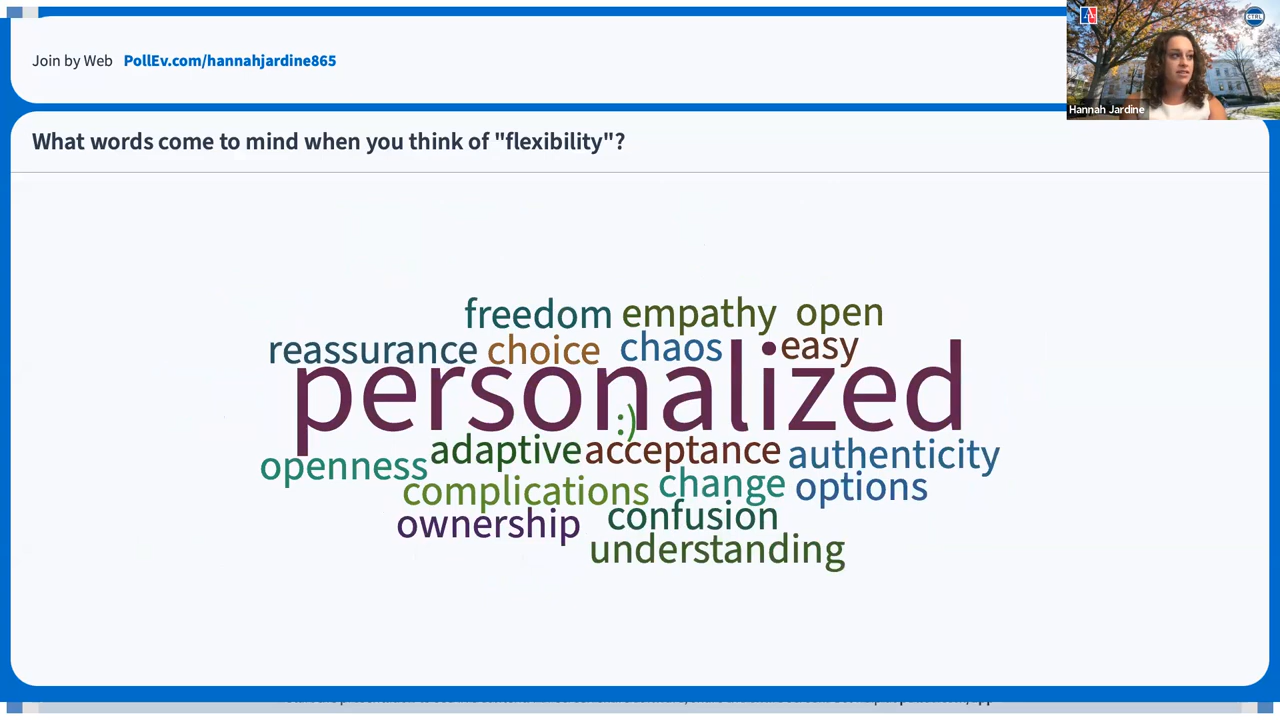 Join by Web PollEv.com/hannahjardine865
CTRL
Hannah Jardine
What words come to mind when you think of "flexibility"?
freedom empathy open
reassurance choice chaos easy
personalized
:)
openness adaptive acceptance authenticity
complications change options
ownership confusion
understanding